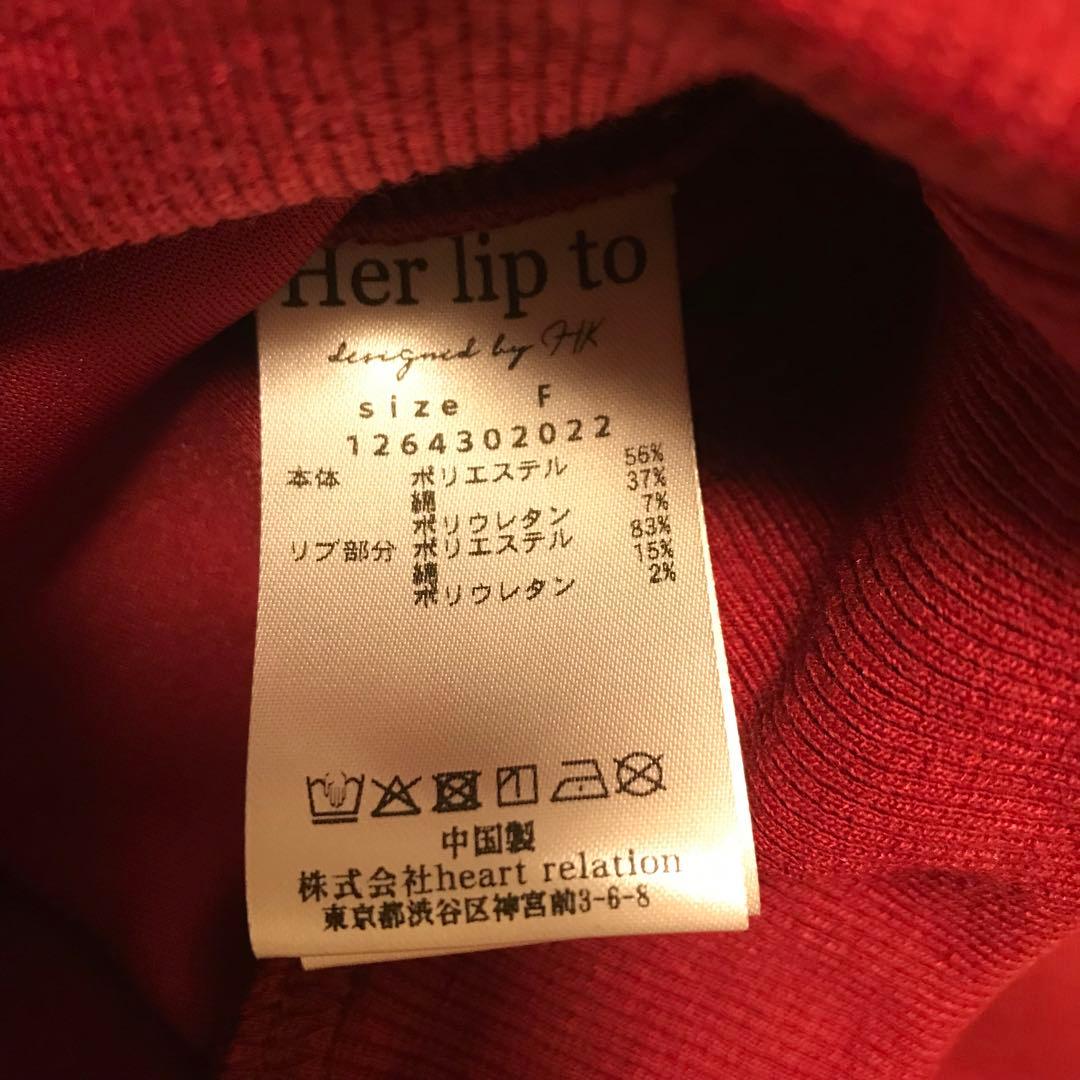 Her lip to
designed by HK
size F
1264302022
本体 ポリエステル 56%
綿 37%
ポリウレタン 7%
リブ部分 ポリエステル 83%
綿 15%
ポリウレタン 2%
中国製
株式会社heart relation
東京都渋谷区神宮前3-6-8